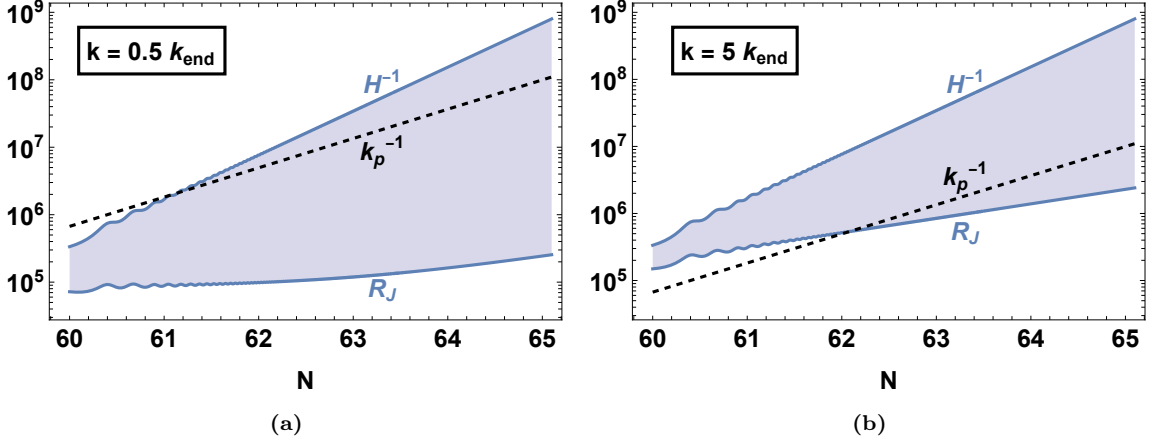 10⁹
10⁸
10⁷
10⁶
10⁵
k = 0.5 k_end
H⁻¹
k_p⁻¹
R_J
60 61 62 63 64 65
N
(a)
10⁹
10⁸
10⁷
10⁶
10⁵
k = 5 k_end
H⁻¹
k_p⁻¹
R_J
60 61 62 63 64 65
N
(b)